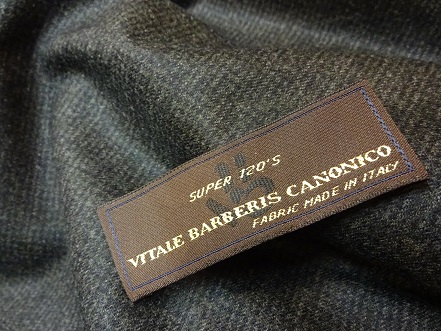 SUPER 120'S
VITALE BARBERIS CANONICO
FABRIC MADE IN ITALY